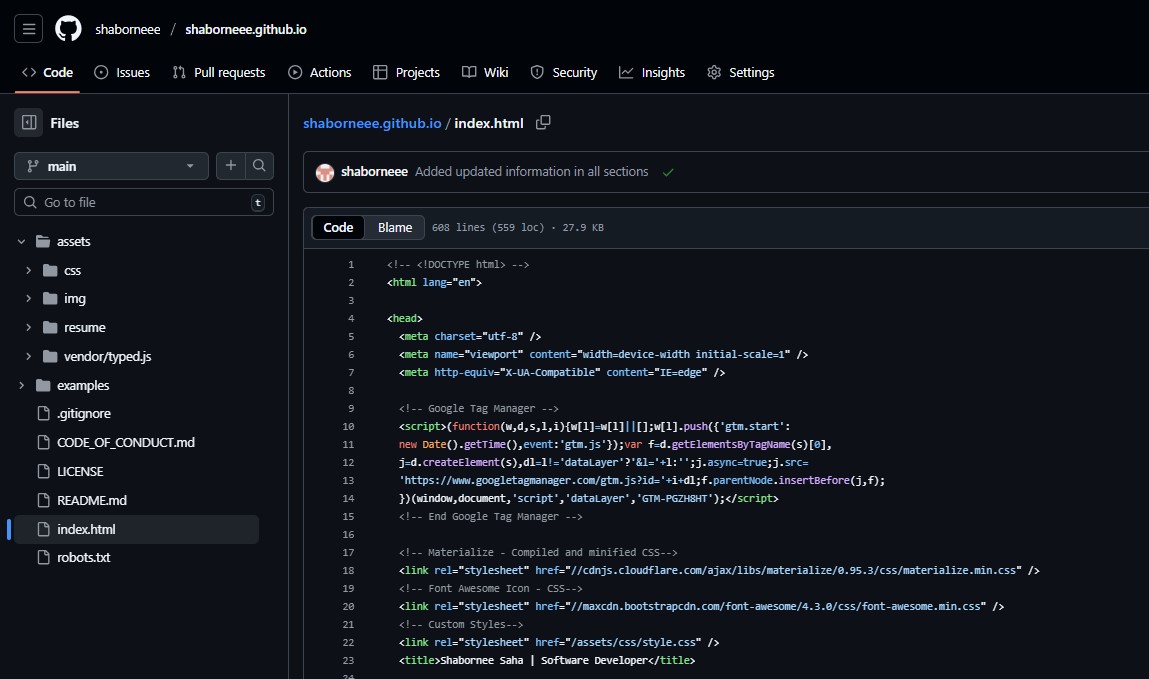 shaborneee / shaborneee.github.io
Code Issues Pull requests Actions Projects Wiki Security Insights Settings
Files
main
Go to file t
assets
css
img
resume
vendor/typed.js
examples
.gitignore
CODE_OF_CONDUCT.md
LICENSE
README.md
index.html
robots.txt
shaborneee.github.io / index.html
shaborneee Added updated information in all sections
Code Blame 608 lines (559 loc) · 27.9 KB
1 <!-- <!DOCTYPE html> -->
2 <html lang="en">
3
4 <head>
5 <meta charset="utf-8" />
6 <meta name="viewport" content="width=device-width initial-scale=1" />
7 <meta http-equiv="X-UA-Compatible" content="IE=edge" />
8
9 <!-- Google Tag Manager -->
10 <script>(function(w,d,s,l,i){w[l]=w[l]||[];w[l].push({'gtm.start':
11 new Date().getTime(),event:'gtm.js'});var f=d.getElementsByTagName(s)[0],
12 j=d.createElement(s),dl=l!='dataLayer'?'&l='+l:'';j.async=true;j.src=
13 'https://www.googletagmanager.com/gtm.js?id='+i+dl;f.parentNode.insertBefore(j,f);
14 })(window,document,'script','dataLayer','GTM-PGZH8HT');</script>
15 <!-- End Google Tag Manager -->
16
17 <!-- Materialize - Compiled and minified CSS-->
18 <link rel="stylesheet" href="//cdnjs.cloudflare.com/ajax/libs/materialize/0.95.3/css/materialize.min.css" />
19 <!-- Font Awesome Icon - CSS-->
20 <link rel="stylesheet" href="//maxcdn.bootstrapcdn.com/font-awesome/4.3.0/css/font-awesome.min.css" />
21 <!-- Custom Styles-->
22 <link rel="stylesheet" href="/assets/css/style.css" />
23 <title>Shabornee Saha | Software Developer</title>
24